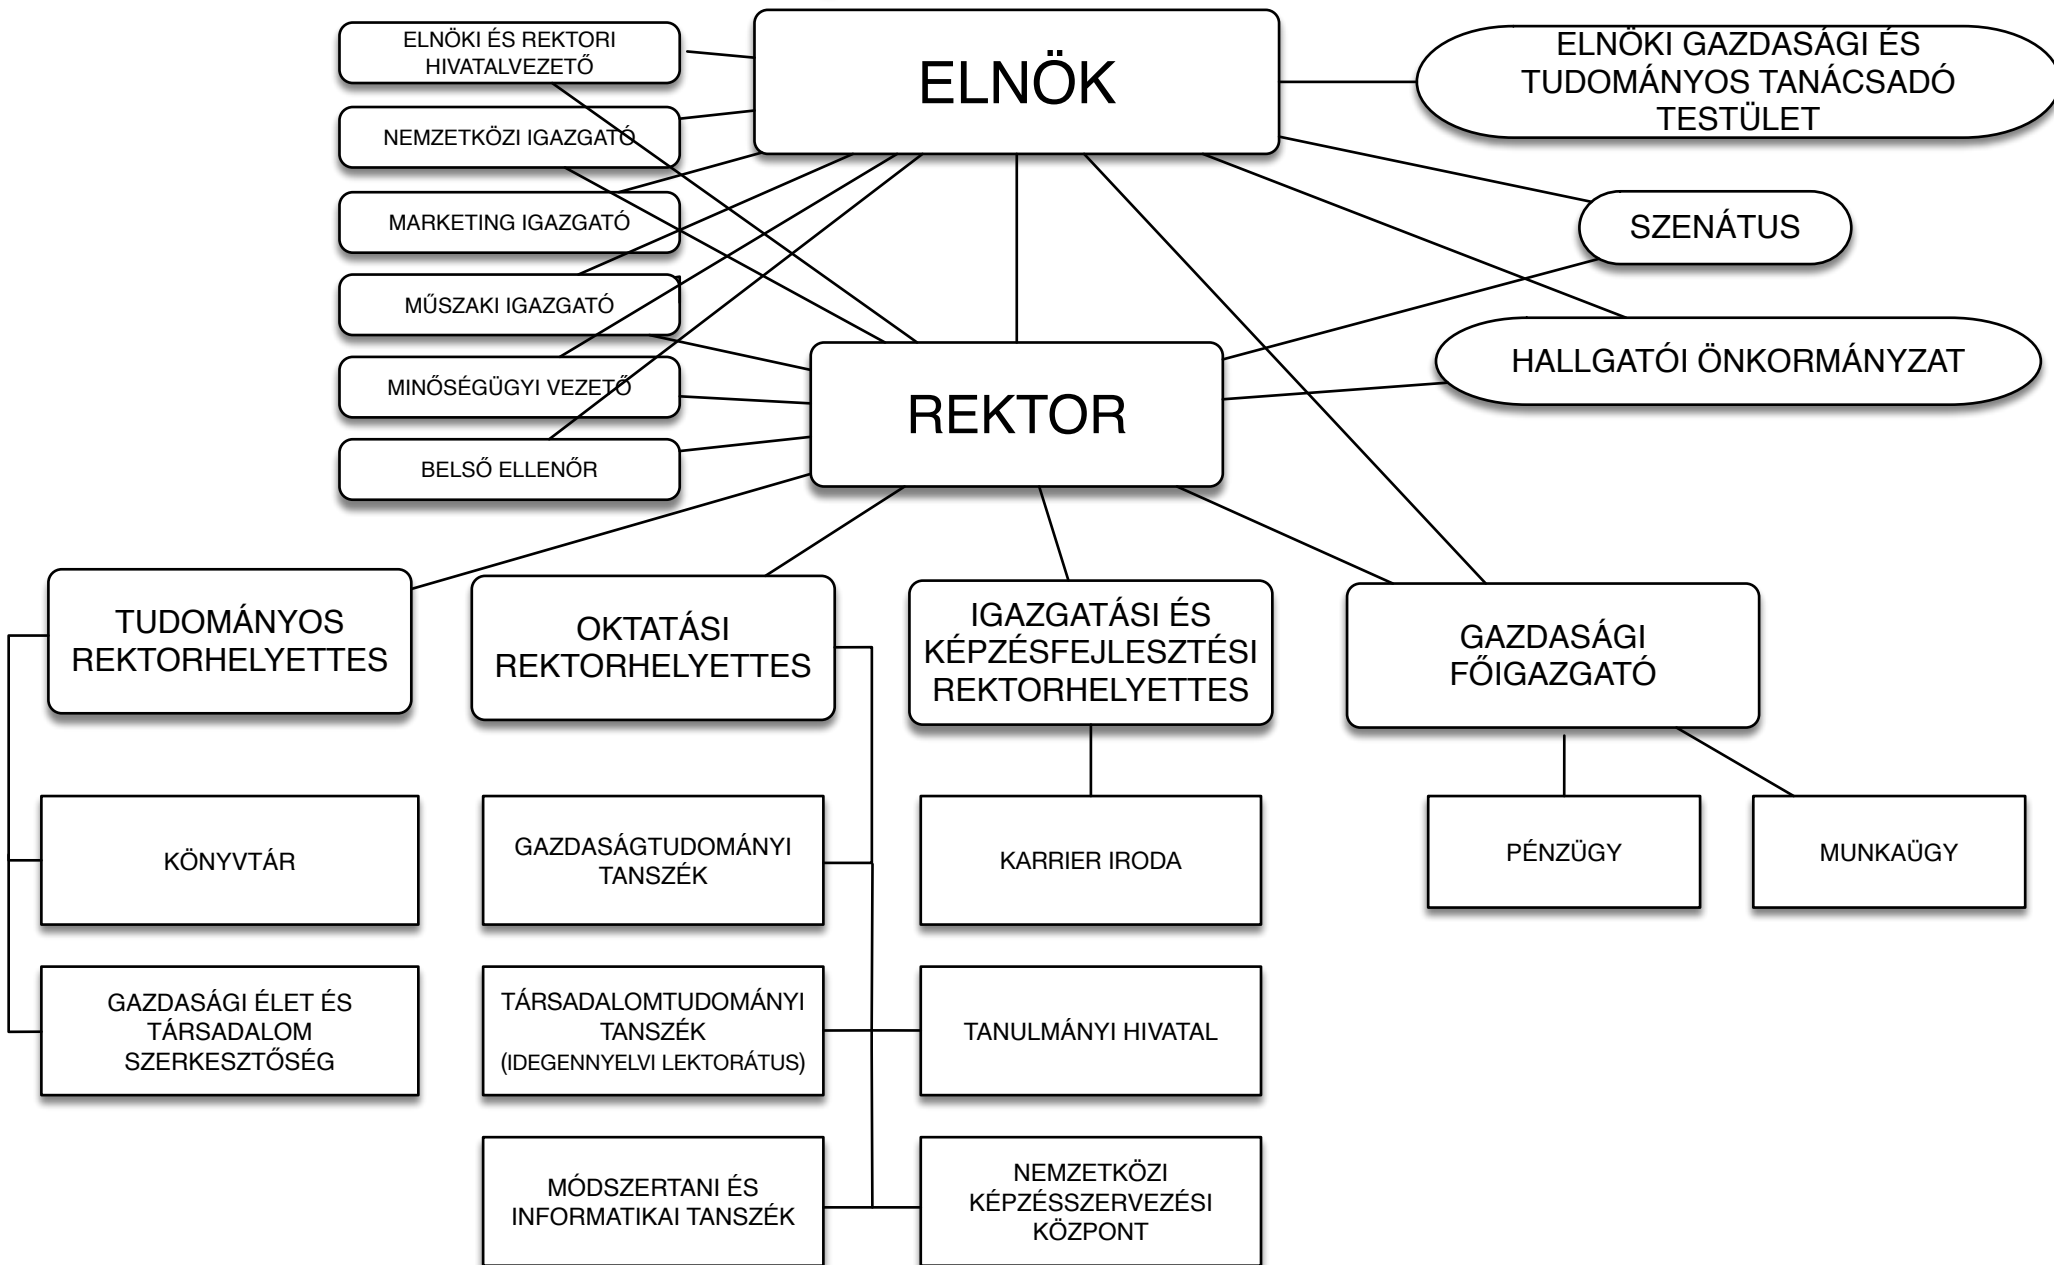 ELNÖKI ÉS REKTORI
HIVATALVEZETŐ
ELNÖK
ELNÖKI GAZDASÁGI ÉS
TUDOMÁNYOS TANÁCSADÓ
TESTÜLET
NEMZETKÖZI IGAZGATÓ
MARKETING IGAZGATÓ
SZENÁTUS
MŰSZAKI IGAZGATÓ
HALLGATÓI ÖNKORMÁNYZAT
MINŐSÉGÜGYI VEZETŐ
REKTOR
BELSŐ ELLENŐR
TUDOMÁNYOS
REKTORHELYETTES
OKTATÁSI
REKTORHELYETTES
IGAZGATÁSI ÉS
KÉPZÉSFEJLESZTÉSI
REKTORHELYETTES
GAZDASÁGI
FŐIGAZGATÓ
KÖNYVTÁR
GAZDASÁGTUDOMÁNYI
TANSZÉK
KARRIER IRODA
PÉNZÜGY
MUNKAÜGY
GAZDASÁGI ÉLET ÉS
TÁRSADALOM
SZERKESZTŐSÉG
TÁRSADALOMTUDOMÁNYI
TANSZÉK
(IDEGENNYELVI LEKTORÁTUS)
TANULMÁNYI HIVATAL
MÓDSZERTANI ÉS
INFORMATIKAI TANSZÉK
NEMZETKÖZI
KÉPZÉSSZERVEZÉSI
KÖZPONT